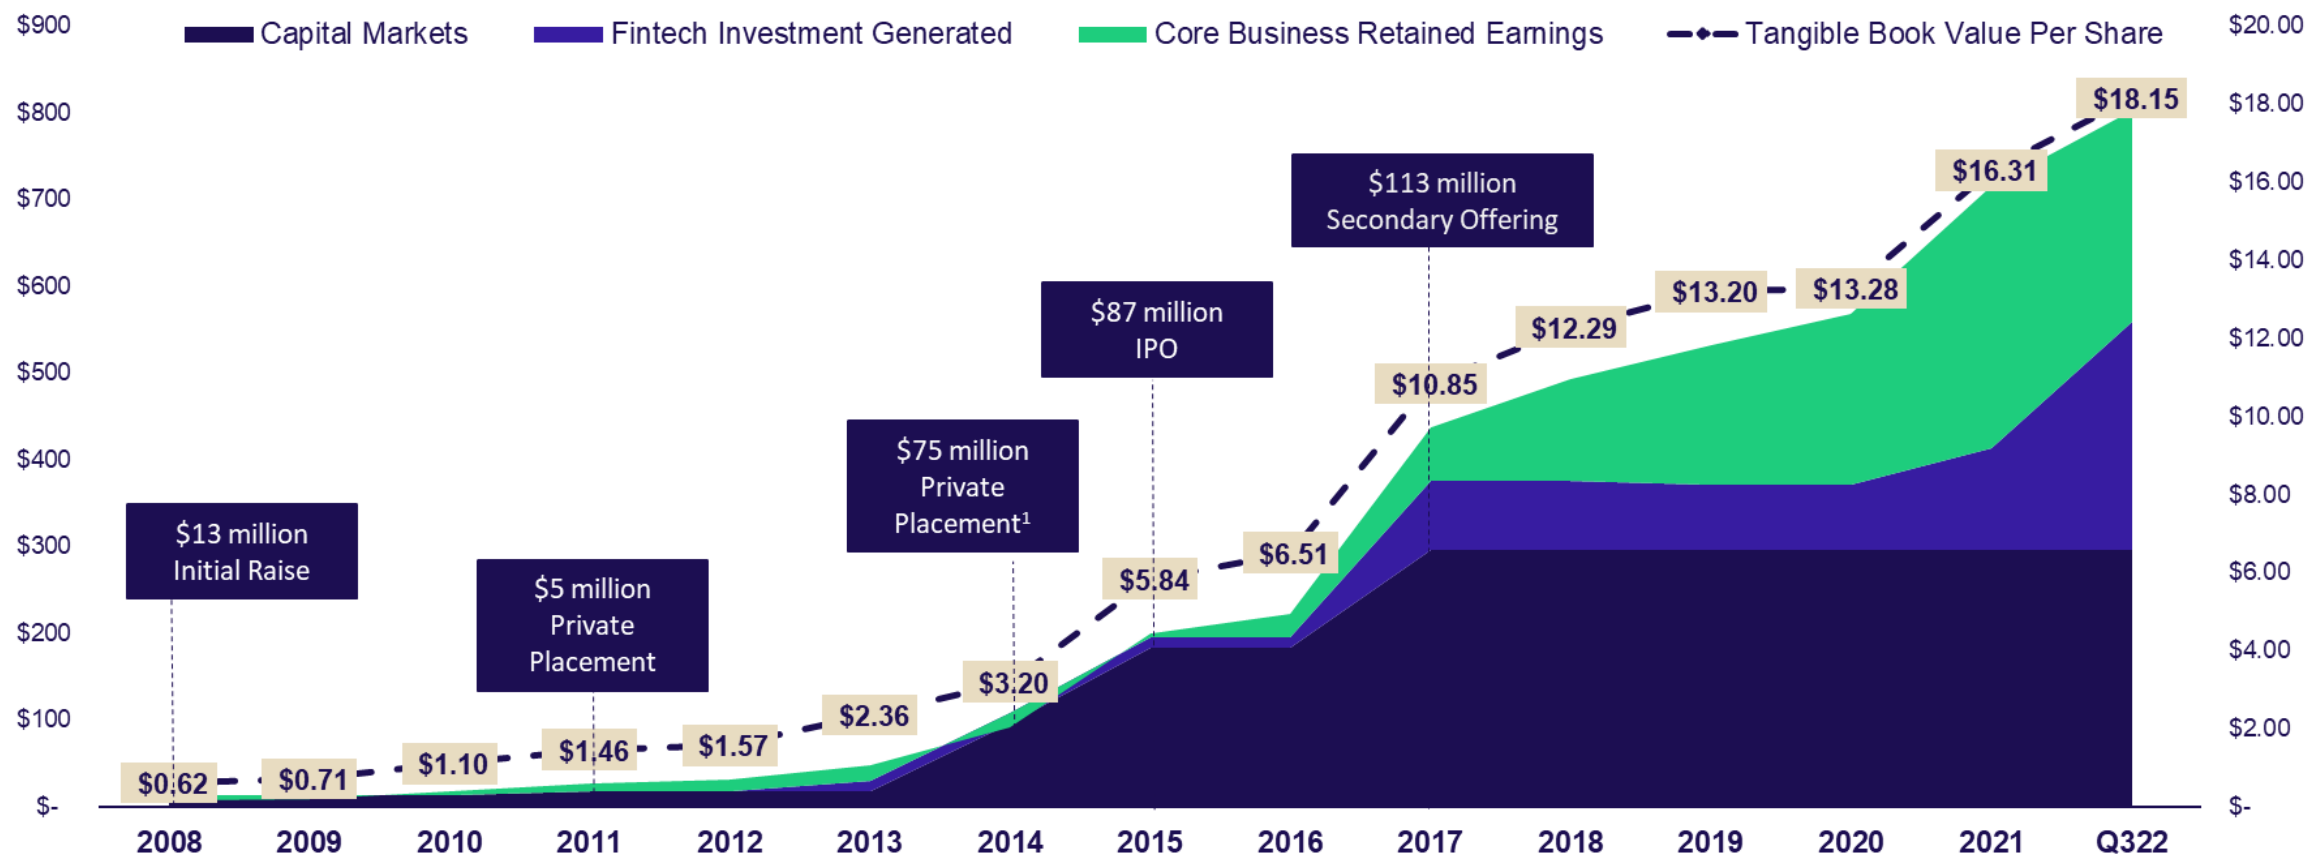 Capital Markets
Fintech Investment Generated
Core Business Retained Earnings
Tangible Book Value Per Share
$900
$800
$700
$600
$500
$400
$300
$200
$100
$-
$20.00
$18.00
$16.00
$14.00
$12.00
$10.00
$8.00
$6.00
$4.00
$2.00
$-
$13 million
Initial Raise
$5 million
Private
Placement
$75 million
Private
Placement¹
$87 million
IPO
$113 million
Secondary Offering
$0.62
$0.71
$1.10
$1.46
$1.57
$2.36
$3.20
$5.84
$6.51
$10.85
$12.29
$13.20
$13.28
$16.31
$18.15
2008
2009
2010
2011
2012
2013
2014
2015
2016
2017
2018
2019
2020
2021
Q322